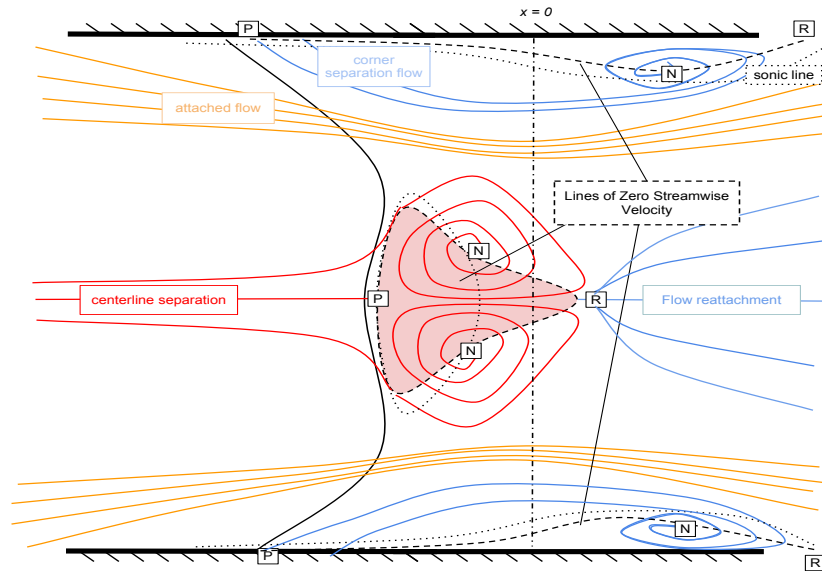 x = 0
P
R
corner
separation flow
N
sonic line
attached flow
Lines of Zero Streamwise
Velocity
N
centerline separation
P
R
Flow reattachment
N
N
P
R